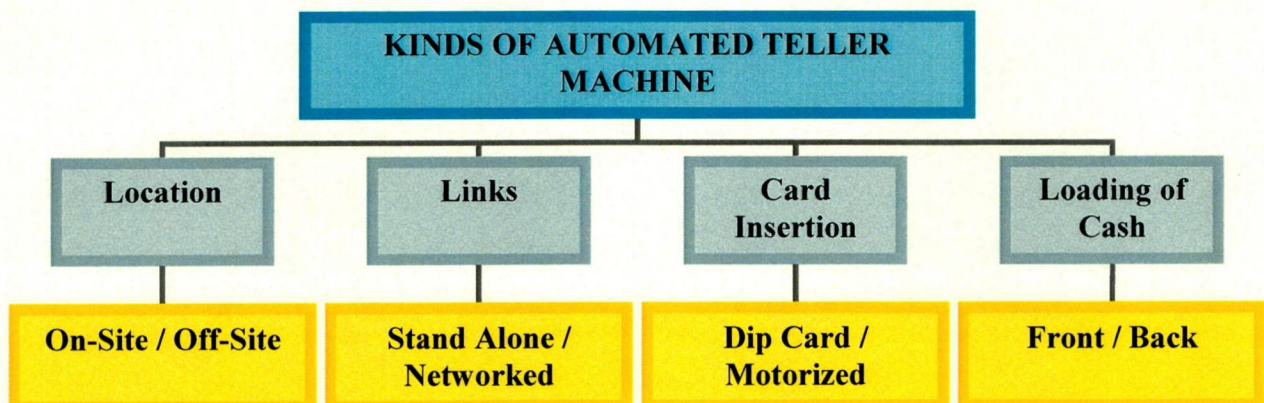 KINDS OF AUTOMATED TELLER
MACHINE
Location
Links
Card
Insertion
Loading of
Cash
On-Site / Off-Site
Stand Alone /
Networked
Dip Card /
Motorized
Front / Back